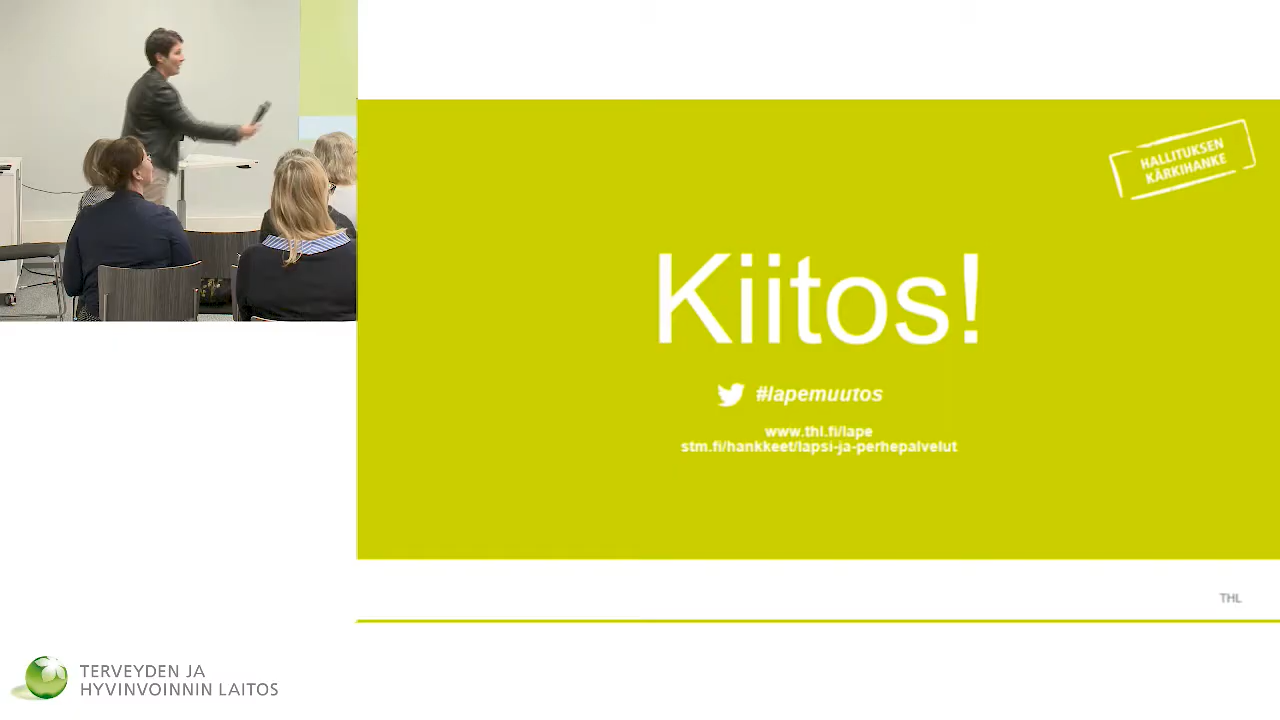 HALLITUKSEN
KÄRKIHANKE
Kiitos!
#lapemuutos
www.thl.fi/lape
stm.fi/hankkeet/lapsi-ja-perhepalvelut
THL
TERVEYDEN JA
HYVINVOINNIN LAITOS